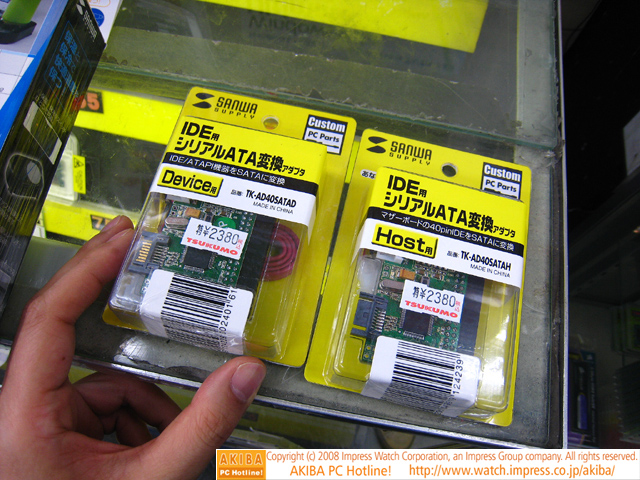 SANWA
SUPPLY
Custom
PC Parts
IDE用
シリアルATA変換アダプタ
IDE/ATAPI機器をSATAに変換
Device用
品番: TK-AD40SATAD
MADE IN CHINA
特¥2380
TSUKUMO
SANWA
SUPPLY
Custom
PC Parts
IDE用
シリアルATA変換アダプタ
マザーボードの40pinIDEをSATAに変換
Host用
品番: TK-AD40SATAH
MADE IN CHINA
特¥2380
TSUKUMO
124239
AKIBA
PC Hotline!
Copyright (c) 2008 Impress Watch Corporation, an Impress Group company. All rights reserved.
AKIBA PC Hotline! http://www.watch.impress.co.jp/akiba/